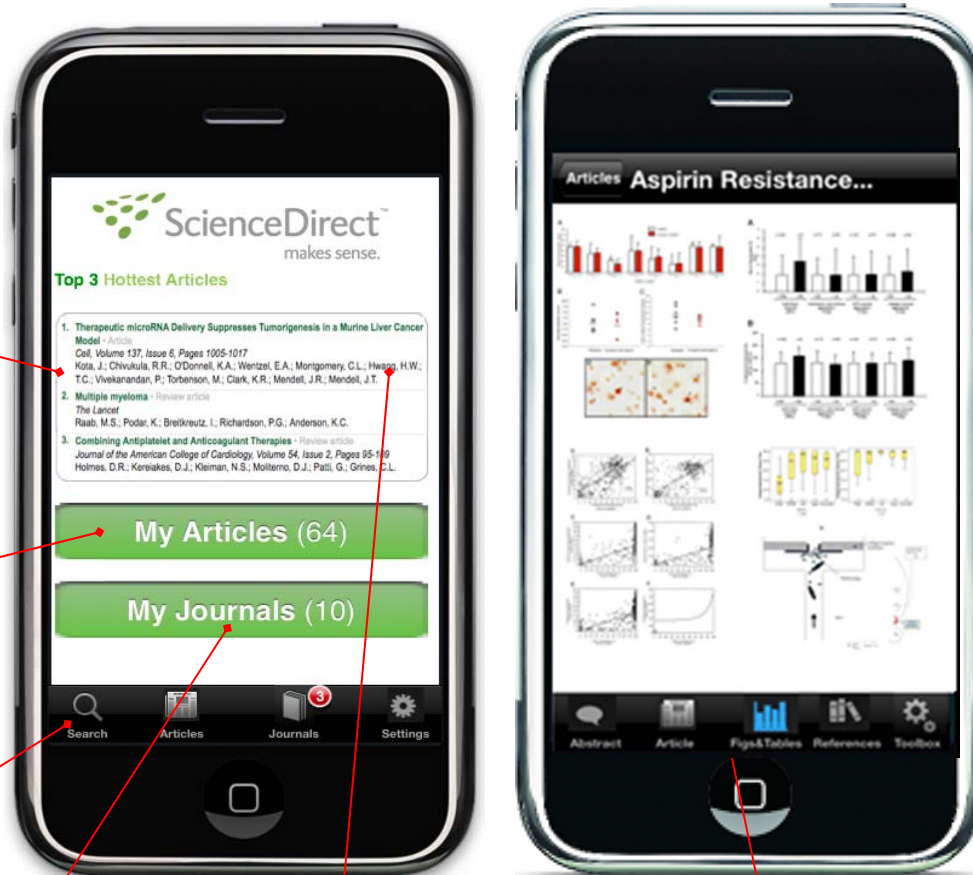 ScienceDirect™
makes sense.
Top 3 Hottest Articles
1. Therapeutic microRNA Delivery Suppresses Tumorigenesis in a Murine Liver Cancer
Model • Article
Cell, Volume 137, Issue 6, Pages 1005-1017
Kota, J.; Chivukula, R.R.; O'Donnell, K.A.; Wentzel, E.A.; Montgomery, C.L.; Hwang, H.W.;
T.C.; Vivekanandan, P.; Torbenson, M.; Clark, K.R.; Mendell, J.R.; Mendell, J.T.
2. Multiple myeloma • Review article
The Lancet
Raab, M.S.; Podar, K.; Breitkreutz, I.; Richardson, P.G.; Anderson, K.C.
3. Combining Antiplatelet and Anticoagulant Therapies • Review article
Journal of the American College of Cardiology, Volume 54, Issue 2, Pages 95-109
Holmes, D.R.; Kereiakes, D.J.; Kleiman, N.S.; Moliterno, D.J.; Patti, G.; Grines, C.L.
My Articles (64)
My Journals (10)
3
Search Articles Journals Settings
Articles Aspirin Resistance...
Abstract Article Figs&Tables References Toolbox